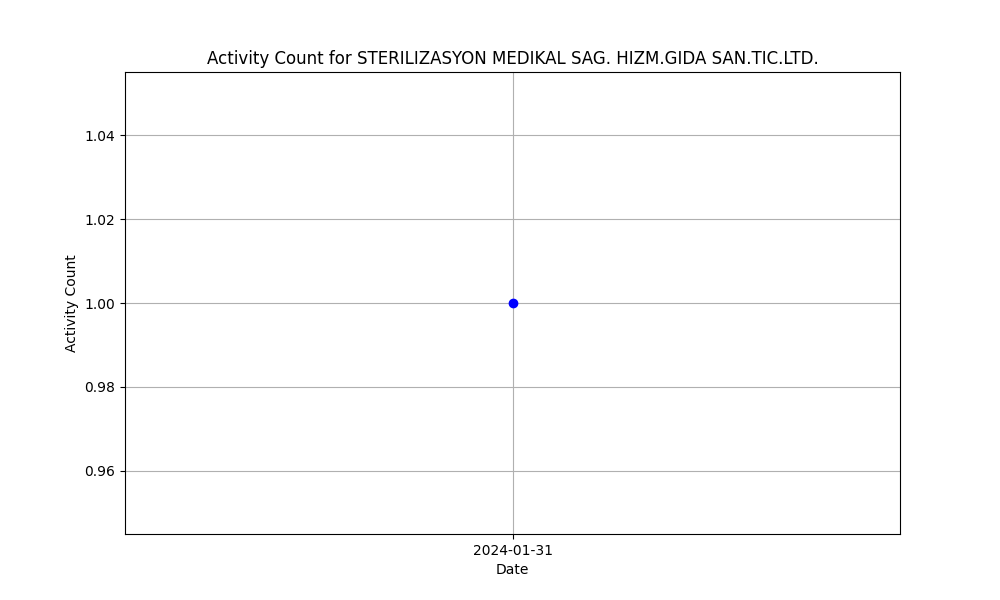 Activity Count for STERILIZASYON MEDIKAL SAG. HIZM.GIDA SAN.TIC.LTD.
1.04
1.02
1.00
0.98
0.96
Activity Count
2024-01-31
Date